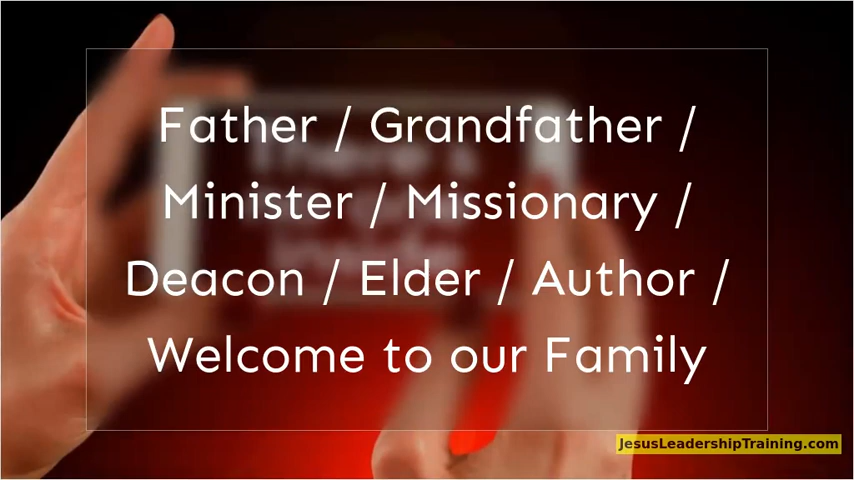 Father / Grandfather /
Minister / Missionary /
Deacon / Elder / Author /
Welcome to our Family
JesusLeadershipTraining.com